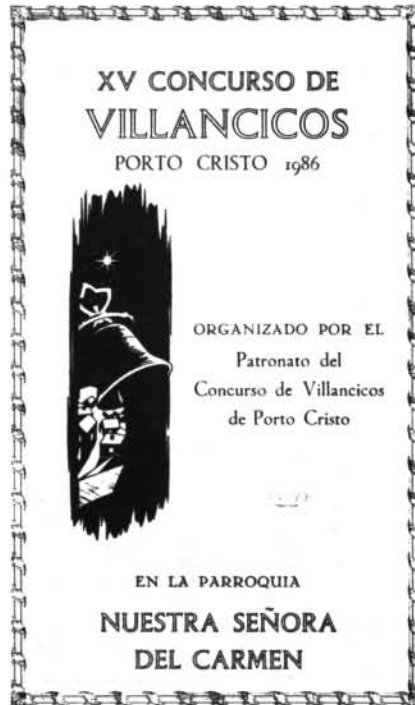 XV CONCURSO DE
VILLANCICOS
PORTO CRISTO 1986
ORGANIZADO POR EL
Patronato del
Concurso de Villancicos
de Porto Cristo
EN LA PARROQUIA
NUESTRA SEÑORA
DEL CARMEN